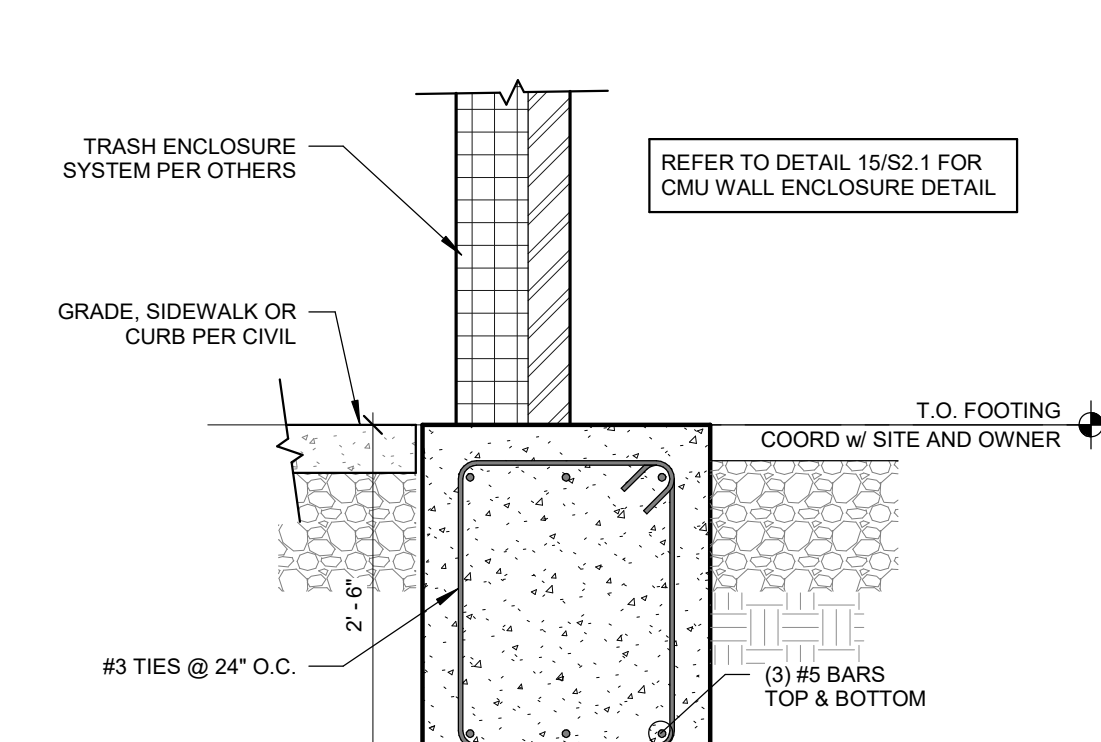 TRASH ENCLOSURE
SYSTEM PER OTHERS
REFER TO DETAIL 15/S2.1 FOR
CMU WALL ENCLOSURE DETAIL
GRADE, SIDEWALK OR
CURB PER CIVIL
T.O. FOOTING
COORD w/ SITE AND OWNER
2' - 6"
#3 TIES @ 24" O.C.
(3) #5 BARS
TOP & BOTTOM